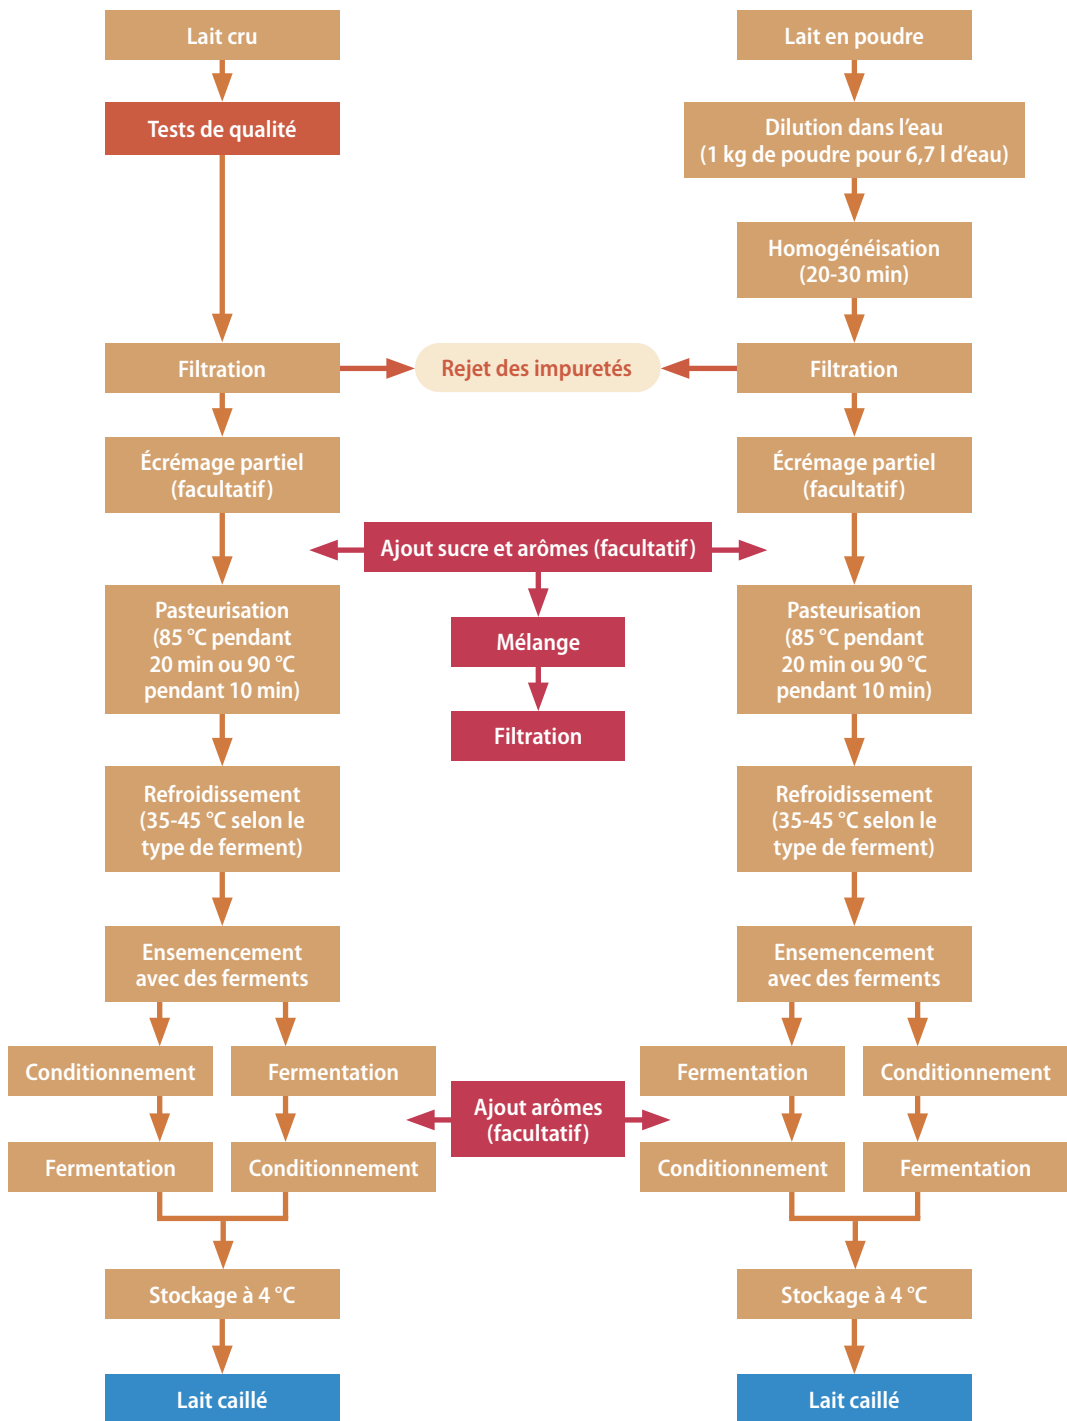 Lait cru
Tests de qualité
Filtration
Écrémage partiel
(facultatif)
Pasteurisation
(85 °C pendant
20 min ou 90 °C
pendant 10 min)
Refroidissement
(35-45 °C selon le
type de ferment)
Ensemencement
avec des ferments
Conditionnement
Fermentation
Fermentation
Conditionnement
Stockage à 4 °C
Lait caillé
Rejet des impuretés
Ajout sucre et arômes (facultatif)
Mélange
Filtration
Ajout arômes
(facultatif)
Lait en poudre
Dilution dans l’eau
(1 kg de poudre pour 6,7 l d’eau)
Homogénéisation
(20-30 min)
Filtration
Écrémage partiel
(facultatif)
Pasteurisation
(85 °C pendant
20 min ou 90 °C
pendant 10 min)
Refroidissement
(35-45 °C selon le
type de ferment)
Ensemencement
avec des ferments
Fermentation
Conditionnement
Conditionnement
Fermentation
Stockage à 4 °C
Lait caillé